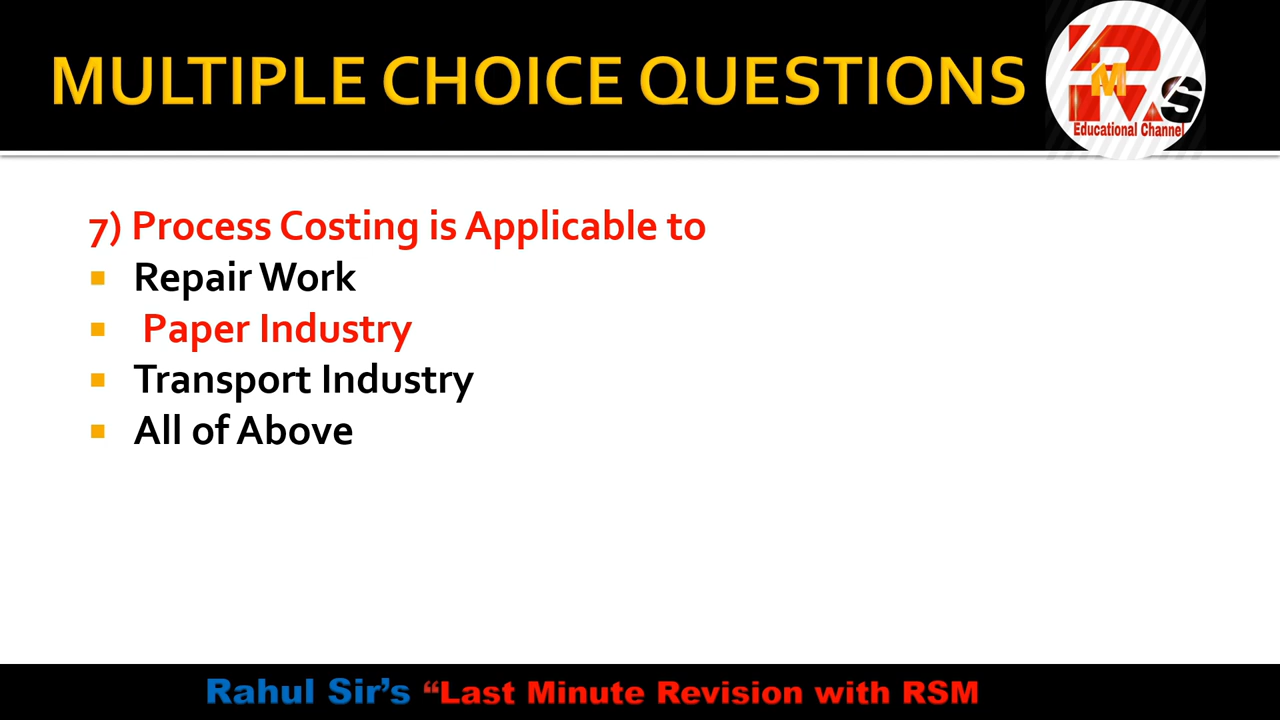 MULTIPLE CHOICE QUESTIONS
RMS
Educational Channel
7) Process Costing is Applicable to
Repair Work
Paper Industry
Transport Industry
All of Above
Rahul Sir's “Last Minute Revision with RSM